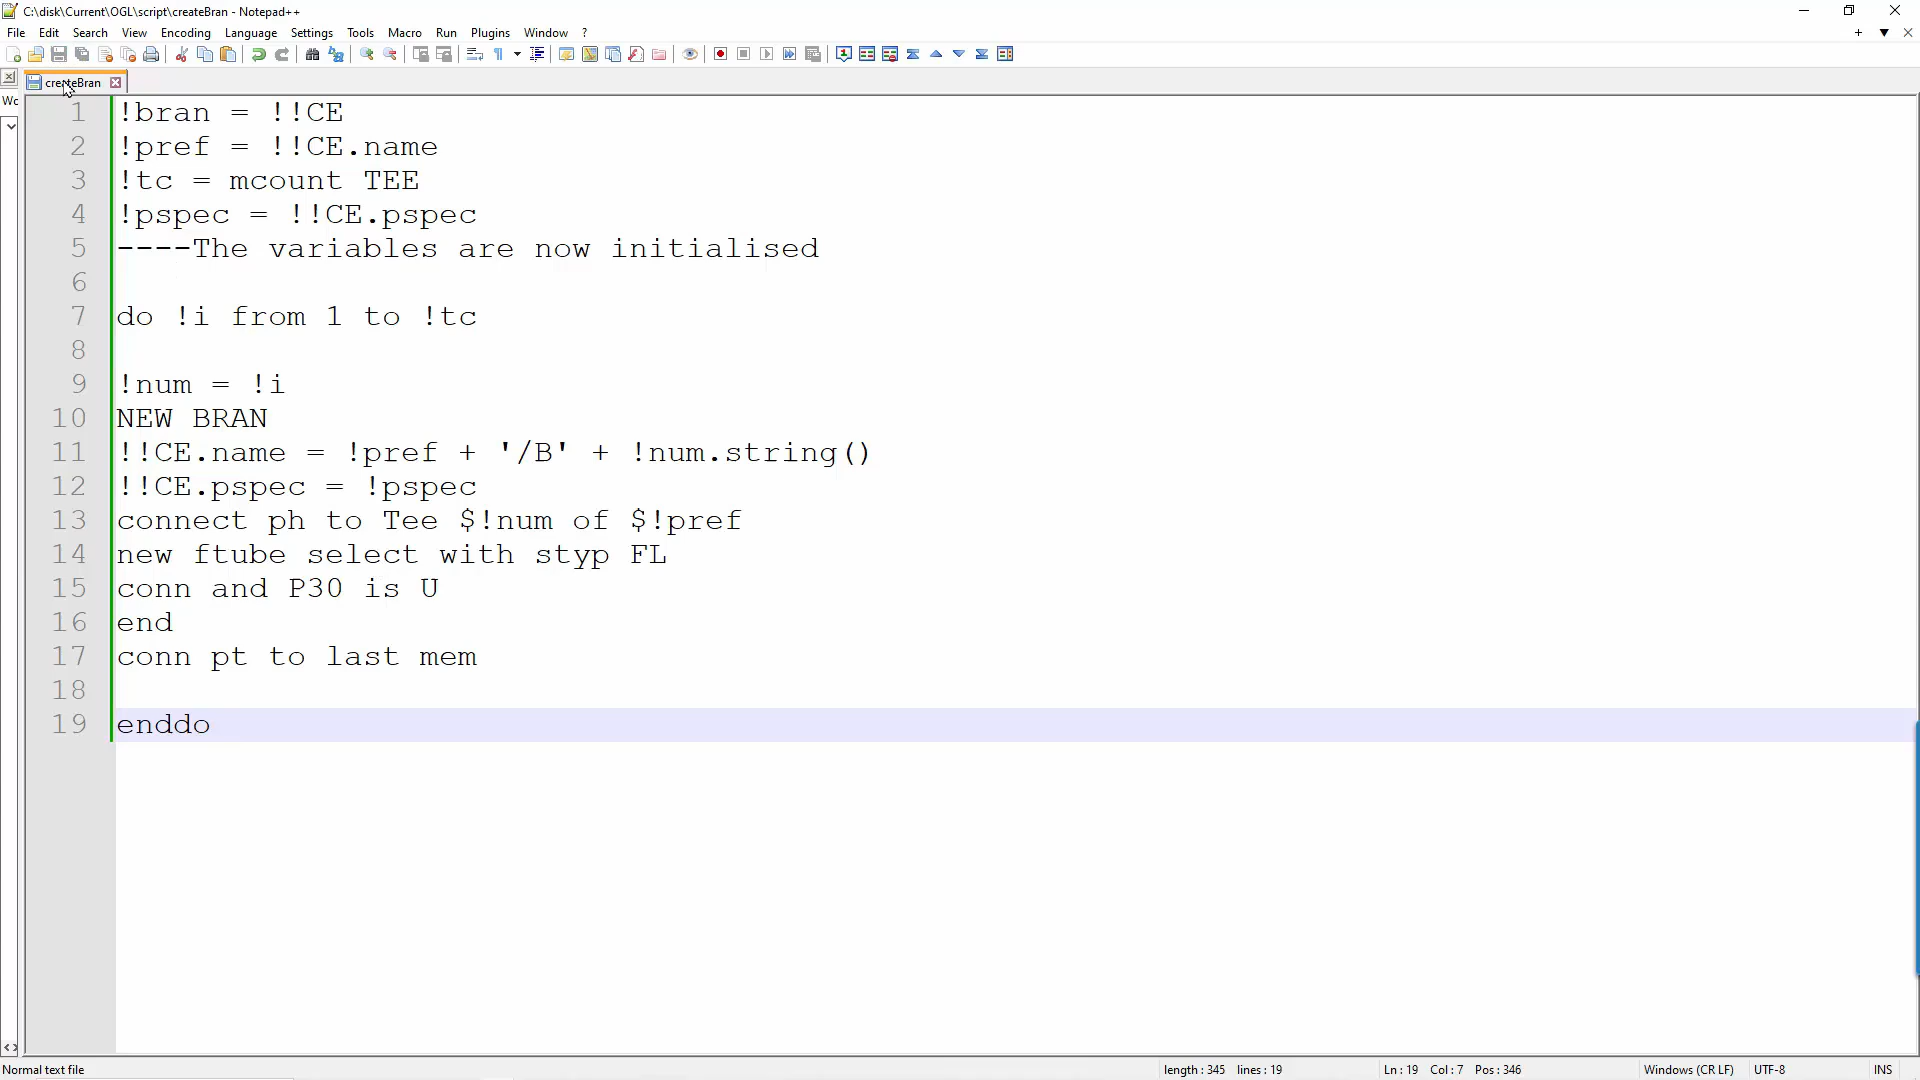 C:\disk\Current\OGL\script\createBran - Notepad++
File Edit Search View Encoding Language Settings Tools Macro Run Plugins Window ?
createBran
Wc
1 !bran = !!CE
2 !pref = !!CE.name
3 !tc = mcount TEE
4 !pspec = !!CE.pspec
5 ----The variables are now initialised
6
7 do !i from 1 to !tc
8
9 !num = !i
10 NEW BRAN
11 !!CE.name = !pref + '/B' + !num.string()
12 !!CE.pspec = !pspec
13 connect ph to Tee $!num of $!pref
14 new ftube select with styp FL
15 conn and P30 is U
16 end
17 conn pt to last mem
18
19 enddo
Normal text file length : 345 lines : 19 Ln : 19 Col : 7 Pos : 346 Windows (CR LF) UTF-8 INS